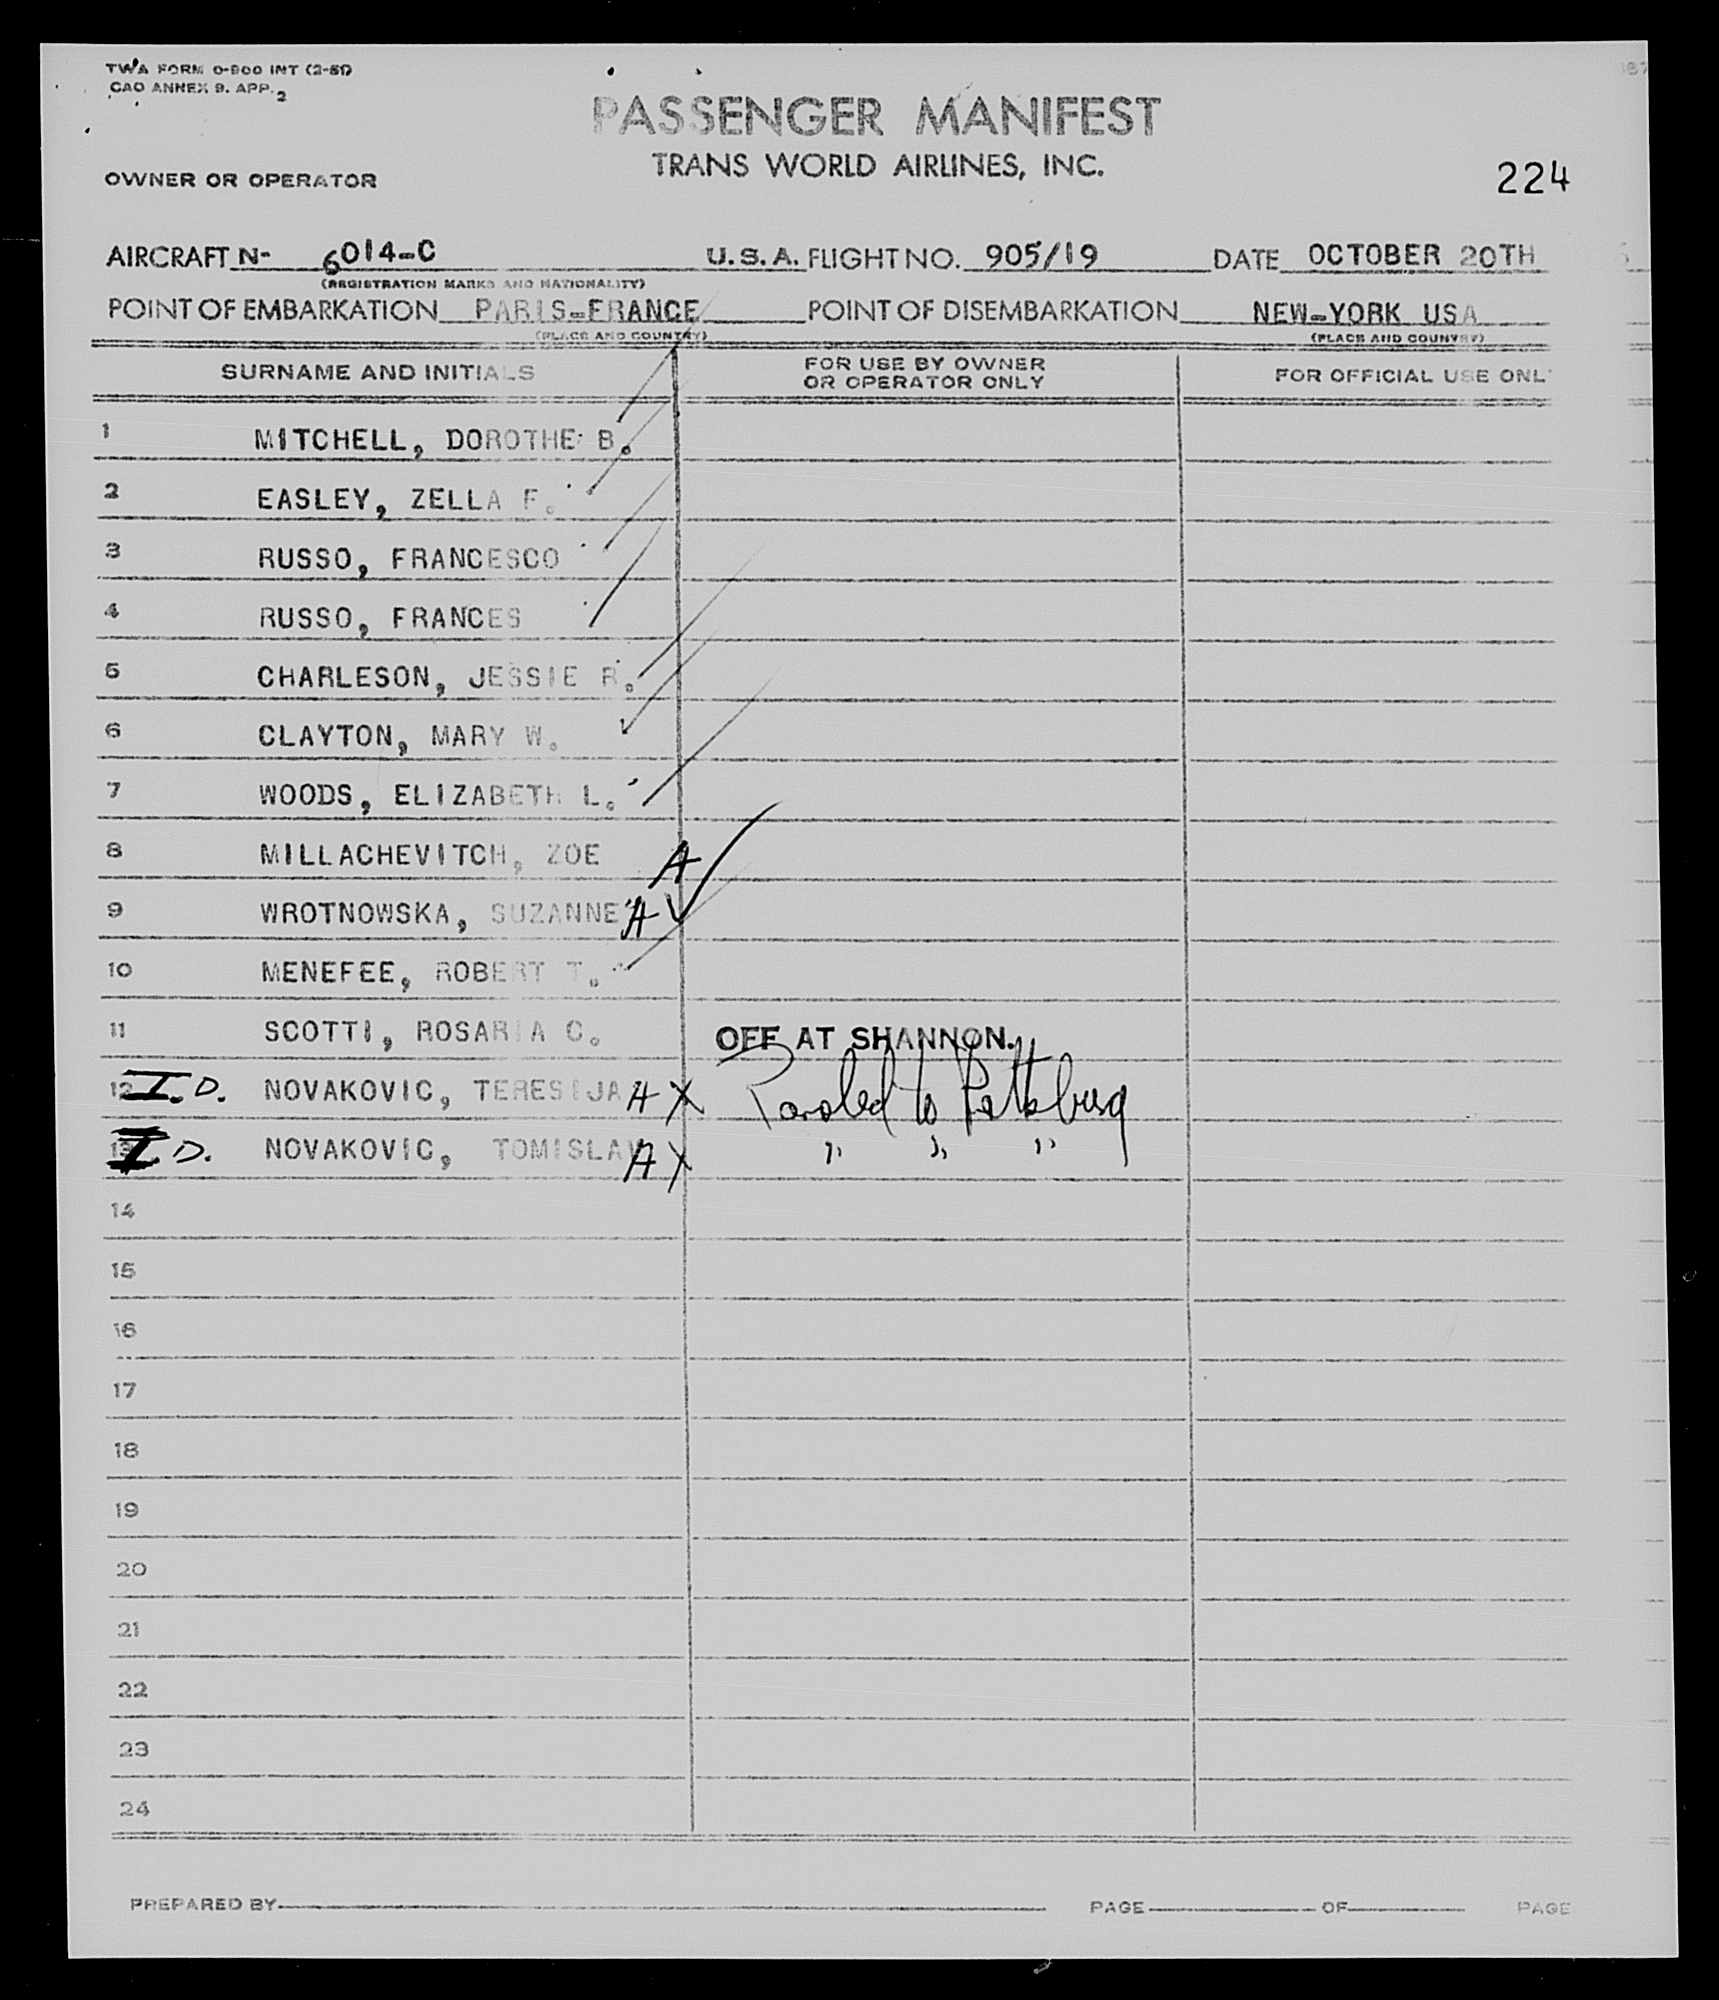 TWA FORM O-900 INT (2-51)
CAO ANNEX 9. APP. 2
PASSENGER MANIFEST
TRANS WORLD AIRLINES, INC.
OWNER OR OPERATOR
224
AIRCRAFT N- 6014-C U.S.A. FLIGHT NO. 905/19 DATE OCTOBER 20TH
(REGISTRATION MARKS AND NATIONALITY)
POINT OF EMBARKATION PARIS-FRANCE POINT OF DISEMBARKATION NEW-YORK USA
(PLACE AND COUNTRY) (PLACE AND COUNTRY)
SURNAME AND INITIALS FOR USE BY OWNER OR OPERATOR ONLY FOR OFFICIAL USE ONL
1 MITCHELL, DOROTHE B.
2 EASLEY, ZELLA F.
3 RUSSO, FRANCESCO
4 RUSSO, FRANCES
5 CHARLESON, JESSIE R.
6 CLAYTON, MARY W.
7 WOODS, ELIZABETH L.
8 MILLACHEVITCH, ZOE A
9 WROTNOWSKA, SUZANNE A
10 MENEFEE, ROBERT T.
11 SCOTTI, ROSARIA C. OFF AT SHANNON.
12 I.D. NOVAKOVIC, TERESIJA A X Paroled to Pittsburg
13 I.D. NOVAKOVIC, TOMISLAV A X " " "
14
15
16
17
18
19
20
21
22
23
24
PREPARED BY PAGE OF PAGE